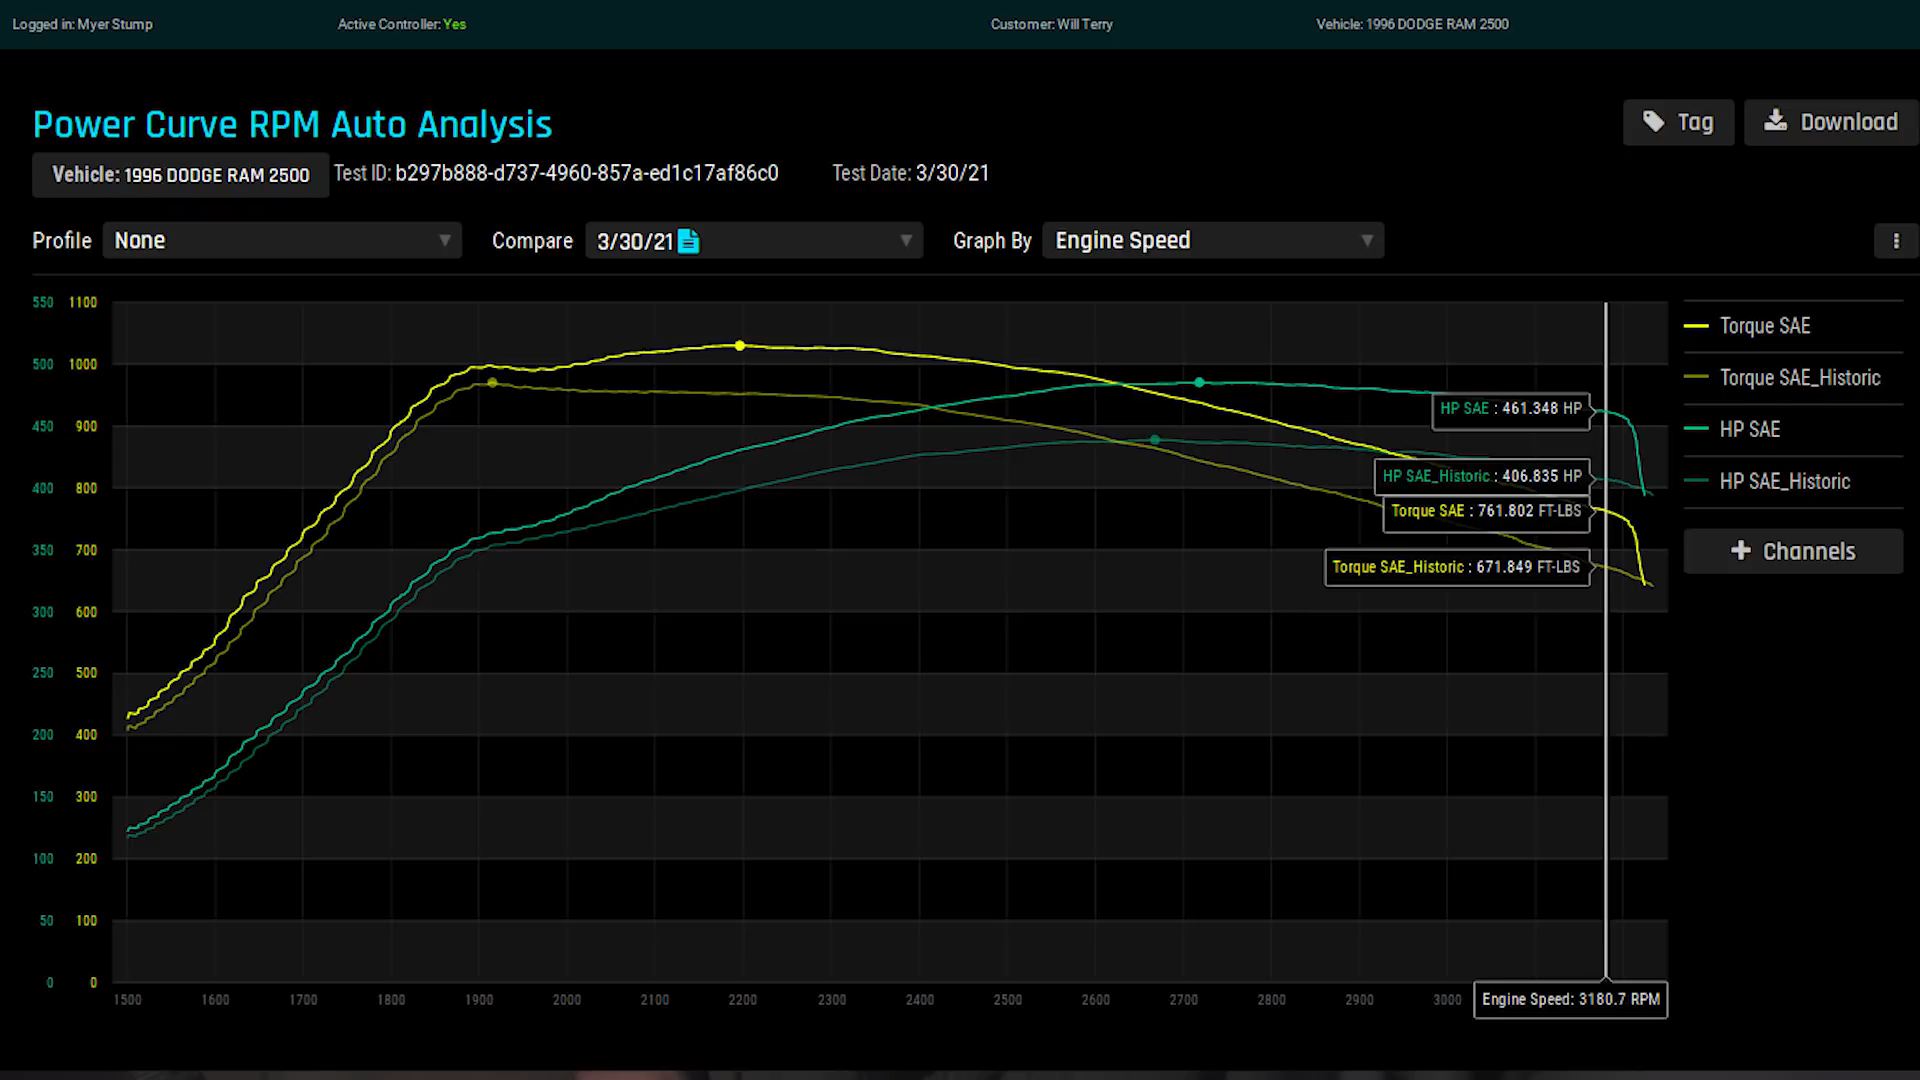 Logged in: Myer Stump
Active Controller: Yes
Customer: Will Terry
Vehicle: 1996 DODGE RAM 2500
Power Curve RPM Auto Analysis
Tag
Download
Vehicle: 1996 DODGE RAM 2500
Test ID: b297b888-d737-4960-857a-ed1c17af86c0
Test Date: 3/30/21
Profile
None
Compare
3/30/21
Graph By
Engine Speed
550 1100
500 1000
450 900
400 800
350 700
300 600
250 500
200 400
150 300
100 200
50 100
0 0
HP SAE : 461.348 HP
HP SAE_Historic : 406.835 HP
Torque SAE : 761.802 FT-LBS
Torque SAE_Historic : 671.849 FT-LBS
Torque SAE
Torque SAE_Historic
HP SAE
HP SAE_Historic
Channels
1500 1600 1700 1800 1900 2000 2100 2200 2300 2400 2500 2600 2700 2800 2900 3000
Engine Speed: 3180.7 RPM